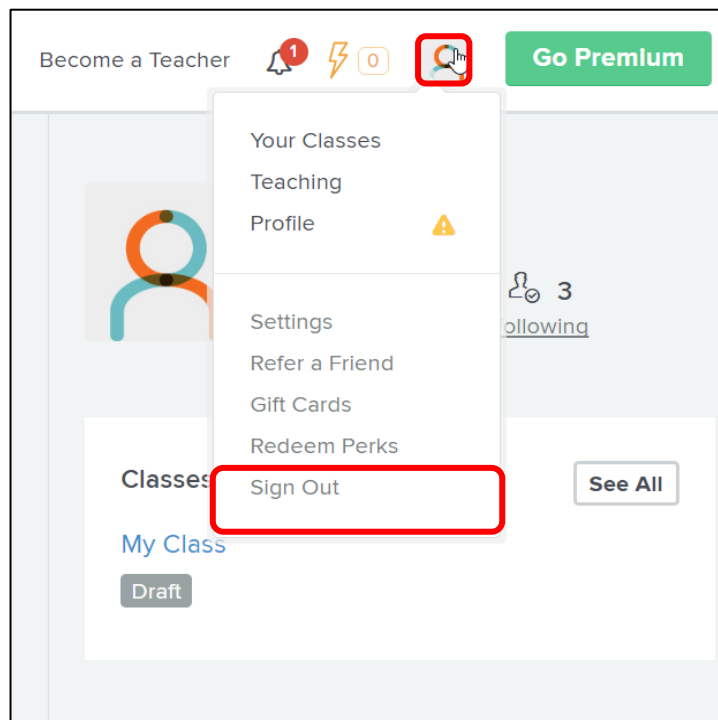 Become a Teacher 1 0 Go Premium
Your Classes
Teaching
Profile
3
ollowing
Settings
Refer a Friend
Gift Cards
Redeem Perks
Classes See All
Sign Out
My Class
Draft